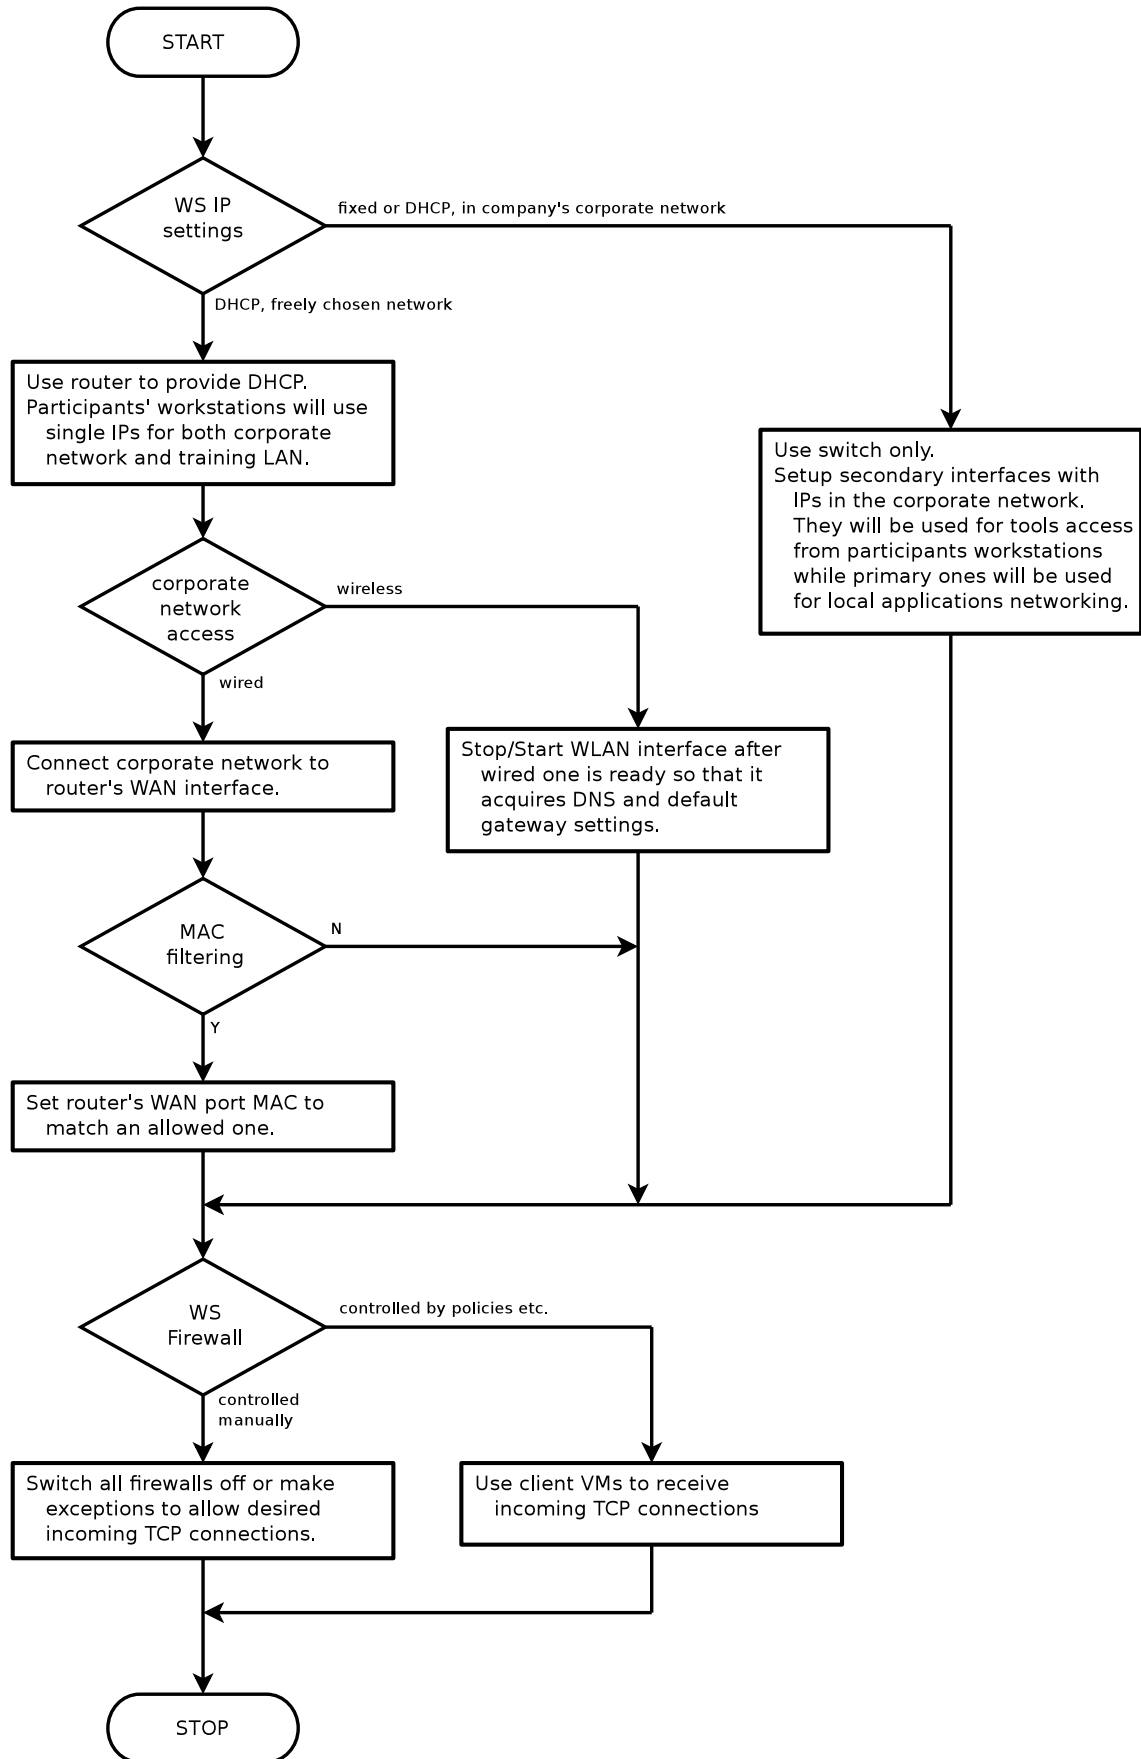 START
WS IP
settings
fixed or DHCP, in company's corporate network
DHCP, freely chosen network
Use router to provide DHCP.
Participants' workstations will use
single IPs for both corporate
network and training LAN.
Use switch only.
Setup secondary interfaces with
IPs in the corporate network.
They will be used for tools access
from participants workstations
while primary ones will be used
for local applications networking.
corporate
network
access
wireless
wired
Connect corporate network to
router's WAN interface.
Stop/Start WLAN interface after
wired one is ready so that it
acquires DNS and default
gateway settings.
MAC
filtering
N
Y
Set router's WAN port MAC to
match an allowed one.
WS
Firewall
controlled by policies etc.
controlled
manually
Switch all firewalls off or make
exceptions to allow desired
incoming TCP connections.
Use client VMs to receive
incoming TCP connections
STOP